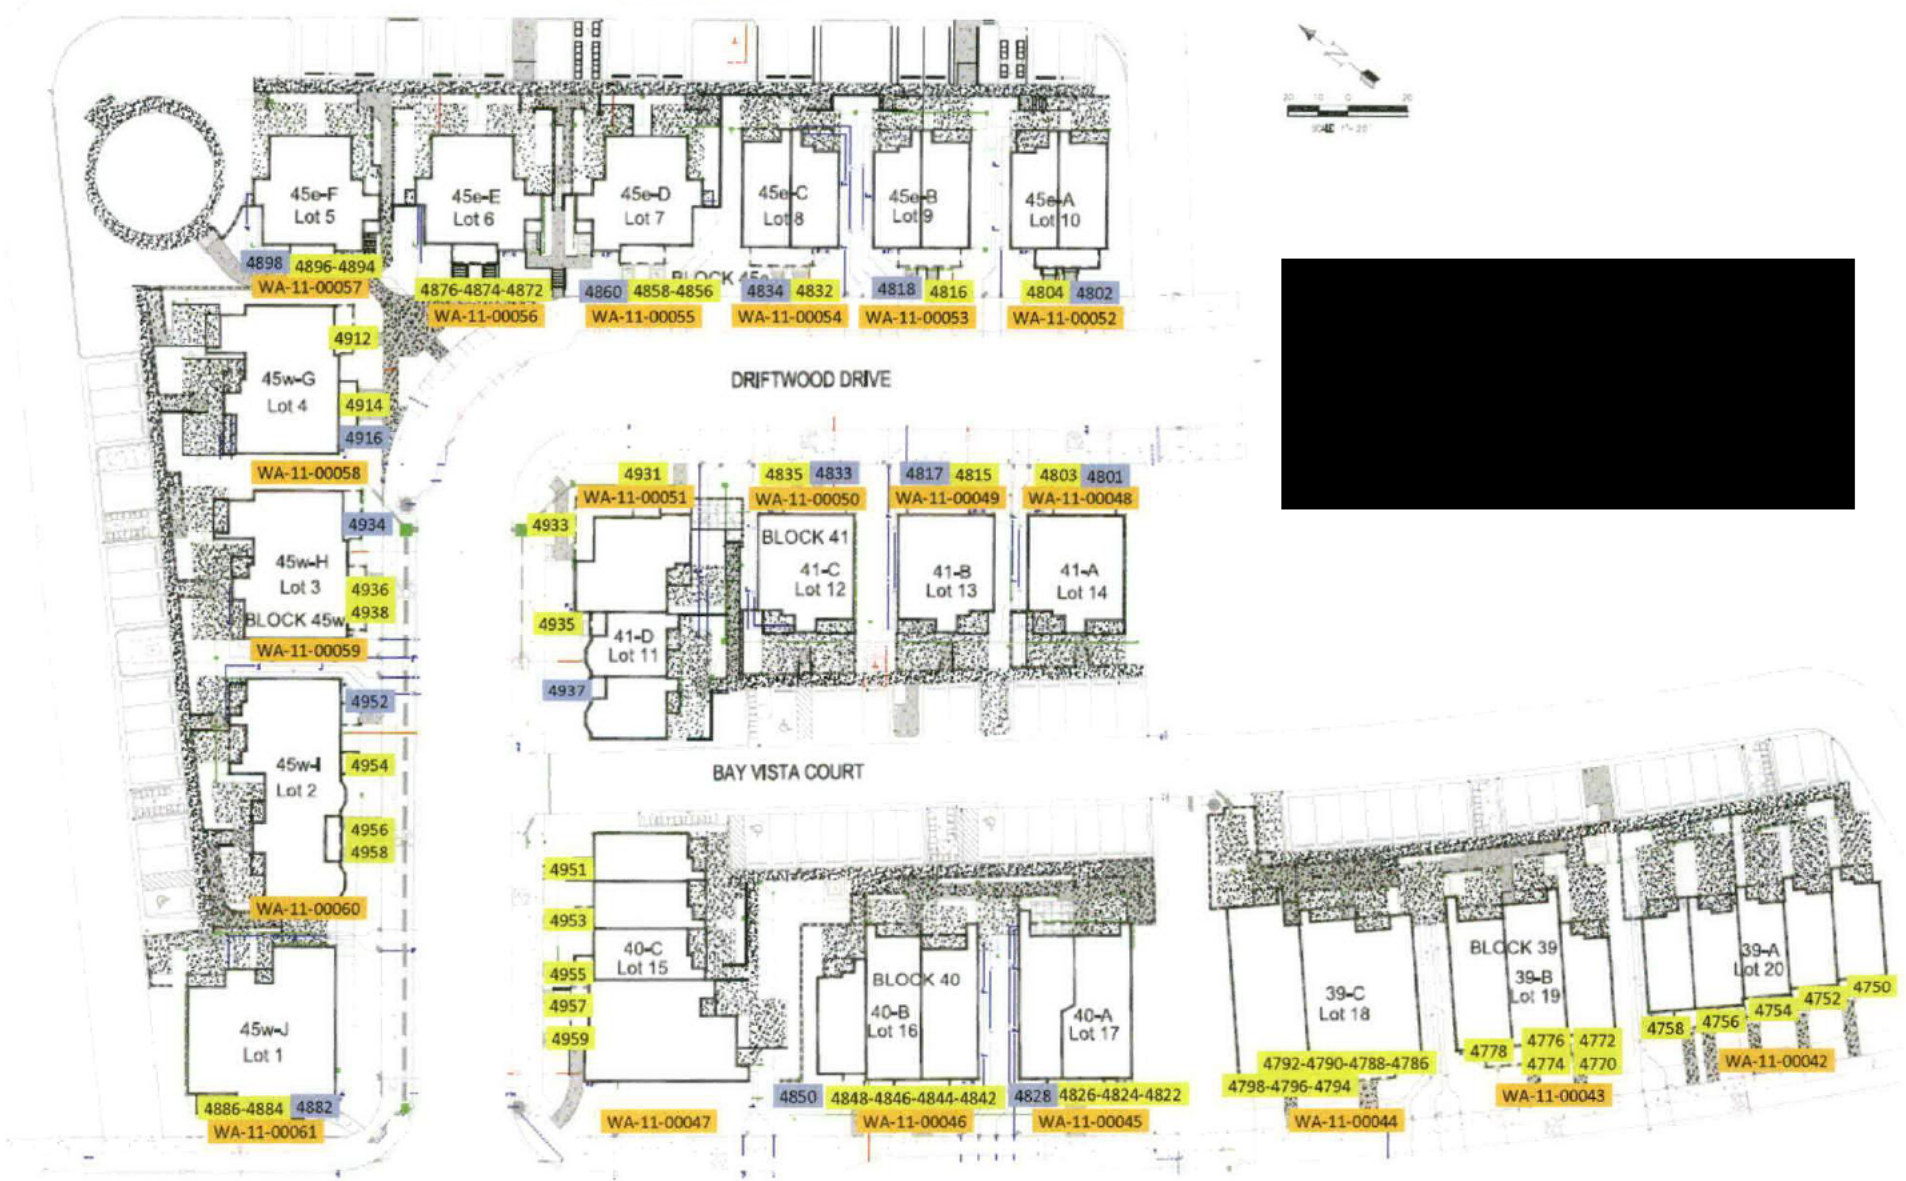 N
20 10 0 20
SCALE 1"=20'
45e-F
Lot 5
45e-E
Lot 6
45e-D
Lot 7
45e-C
Lot 8
45e-B
Lot 9
45e-A
Lot 10
4898 4896-4894
WA-11-00057
4876-4874-4872
WA-11-00056
BLOCK 45e
4860 4858-4856
WA-11-00055
4834 4832
WA-11-00054
4818 4816
WA-11-00053
4804 4802
WA-11-00052
4912
45w-G
Lot 4
4914
4916
WA-11-00058
DRIFTWOOD DRIVE
4931
WA-11-00051
4835 4833
WA-11-00050
4817 4815
WA-11-00049
4803 4801
WA-11-00048
4934
4933
45w-H
Lot 3
4936
4938
BLOCK 45w
WA-11-00059
BLOCK 41
41-C
Lot 12
41-B
Lot 13
41-A
Lot 14
4935
41-D
Lot 11
4937
4952
45w-I
Lot 2
4954
4956
4958
WA-11-00060
BAY VISTA COURT
4951
4953
40-C
Lot 15
4955
4957
4959
WA-11-00047
BLOCK 40
40-B
Lot 16
40-A
Lot 17
4850 4848-4846-4844-4842
WA-11-00046
4828 4826-4824-4822
WA-11-00045
45w-J
Lot 1
4886-4884 4882
WA-11-00061
39-C
Lot 18
4792-4790-4788-4786
4798-4796-4794
WA-11-00044
BLOCK 39
39-B
Lot 19
4778
4776 4772
4774 4770
WA-11-00043
39-A
Lot 20
4758 4756 4754 4752 4750
WA-11-00042